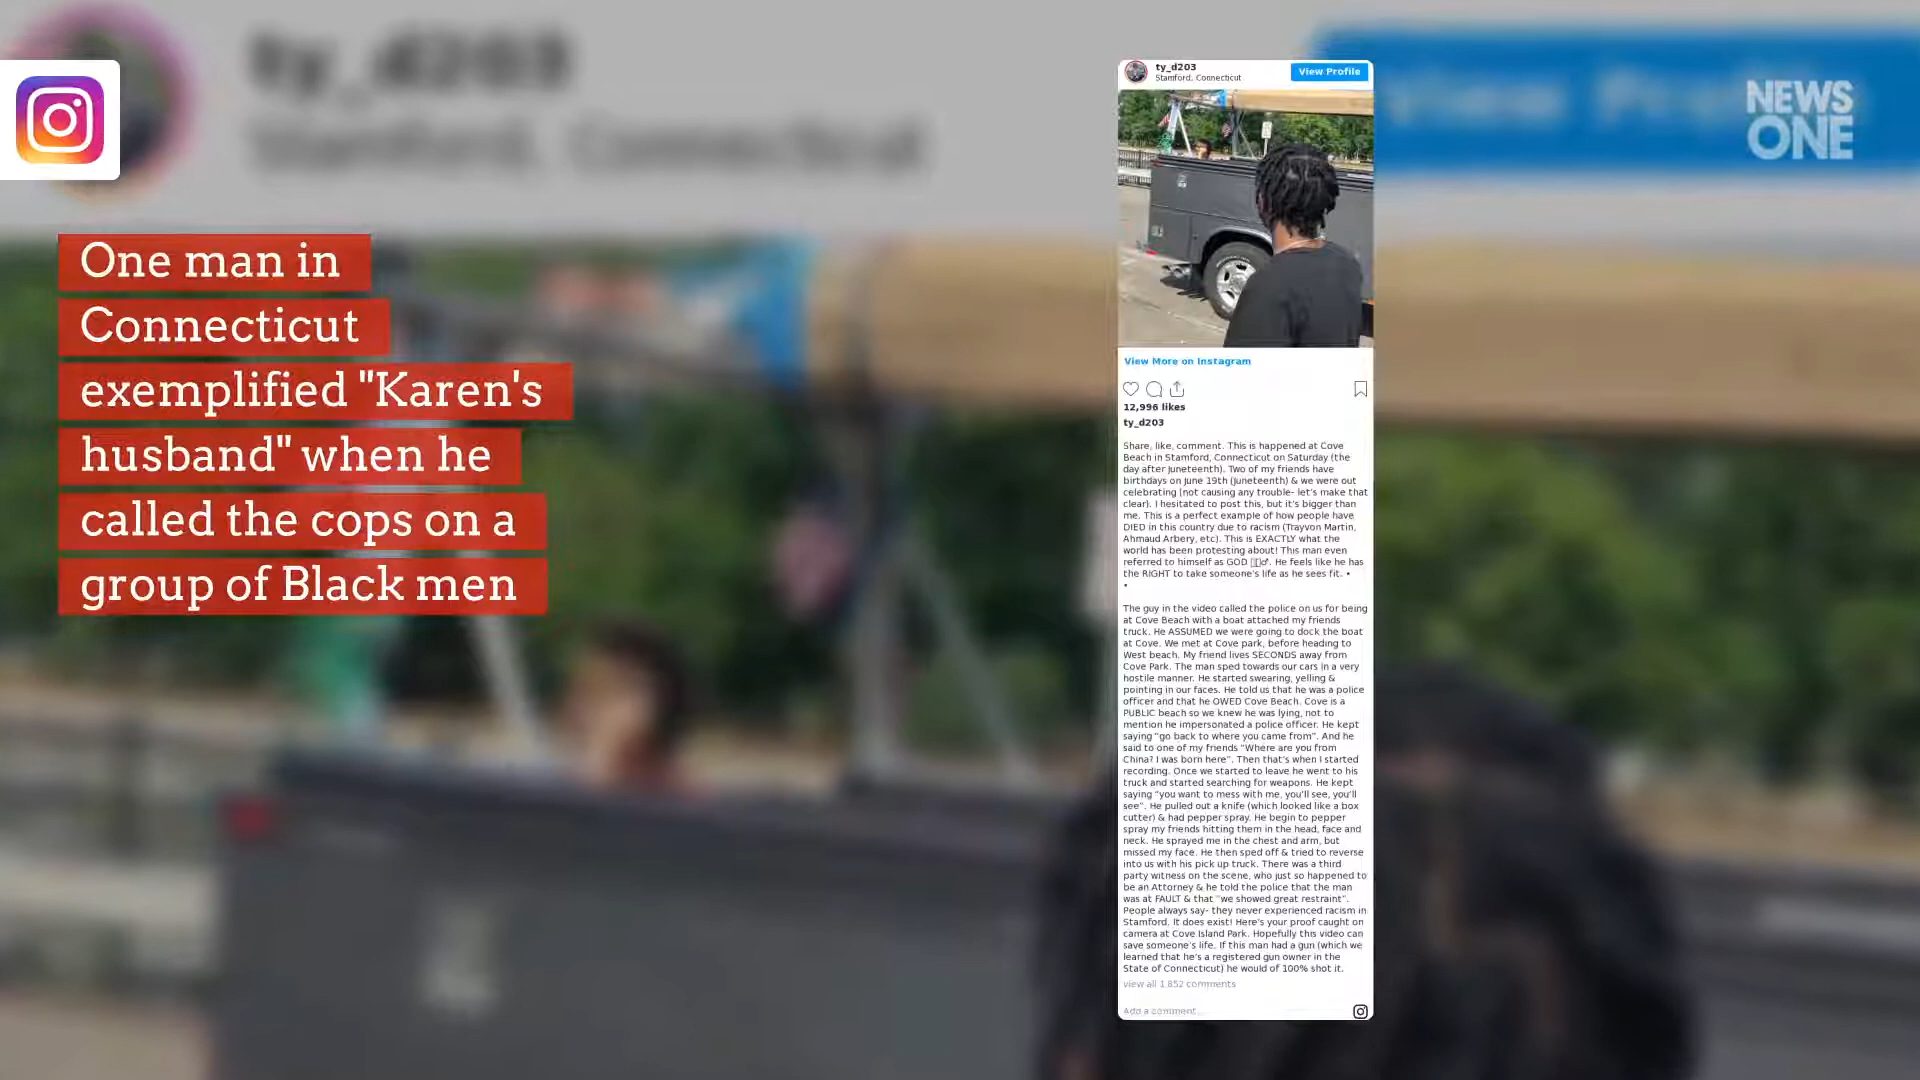 ty_d203
Stamford, Connecticut
NEWS
ONE
One man in
Connecticut
exemplified "Karen's
husband" when he
called the cops on a
group of Black men
ty_d203
Stamford, Connecticut
View Profile
View More on Instagram
12,996 likes
ty_d203
Share, like, comment. This is happened at Cove
Beach in Stamford, Connecticut on Saturday (the
day after Juneteenth). Two of my friends have
birthdays on June 19th (Juneteenth) & we were out
celebrating (not causing any trouble- let's make that
clear). I hesitated to post this, but it's bigger than
me. This is a perfect example of how people have
DIED in this country due to racism (Trayvon Martin,
Ahmaud Arbery, etc). This is EXACTLY what the
world has been protesting about! This man even
referred to himself as GOD ▯▯♂. He feels like he has
the RIGHT to take someone's life as he sees fit. •
•
The guy in the video called the police on us for being
at Cove Beach with a boat attached my friends
truck. He ASSUMED we were going to dock the boat
at Cove. We met at Cove park, before heading to
West beach. My friend lives SECONDS away from
Cove Park. The man sped towards our cars in a very
hostile manner. He started swearing, yelling &
pointing in our faces. He told us that he was a police
officer and that he OWED Cove Beach. Cove is a
PUBLIC beach so we knew he was lying, not to
mention he impersonated a police officer. He kept
saying "go back to where you came from". And he
said to one of my friends "Where are you from
China? I was born here". Then that's when I started
recording. Once we started to leave he went to his
truck and started searching for weapons. He kept
saying "you want to mess with me, you'll see, you'll
see". He pulled out a knife (which looked like a box
cutter) & had pepper spray. He begin to pepper
spray my friends hitting them in the head, face and
neck. He sprayed me in the chest and arm, but
missed my face. He then sped off & tried to reverse
into us with his pick up truck. There was a third
party witness on the scene, who just so happened to
be an Attorney & he told the police that the man
was at FAULT & that "we showed great restraint".
People always say- they never experienced racism in
Stamford. It does exist! Here's your proof caught on
camera at Cove Island Park. Hopefully this video can
save someone's life. If this man had a gun (which we
learned that he's a registered gun owner in the
State of Connecticut) he would of 100% shot it.
view all 1,852 comments
Add a comment...